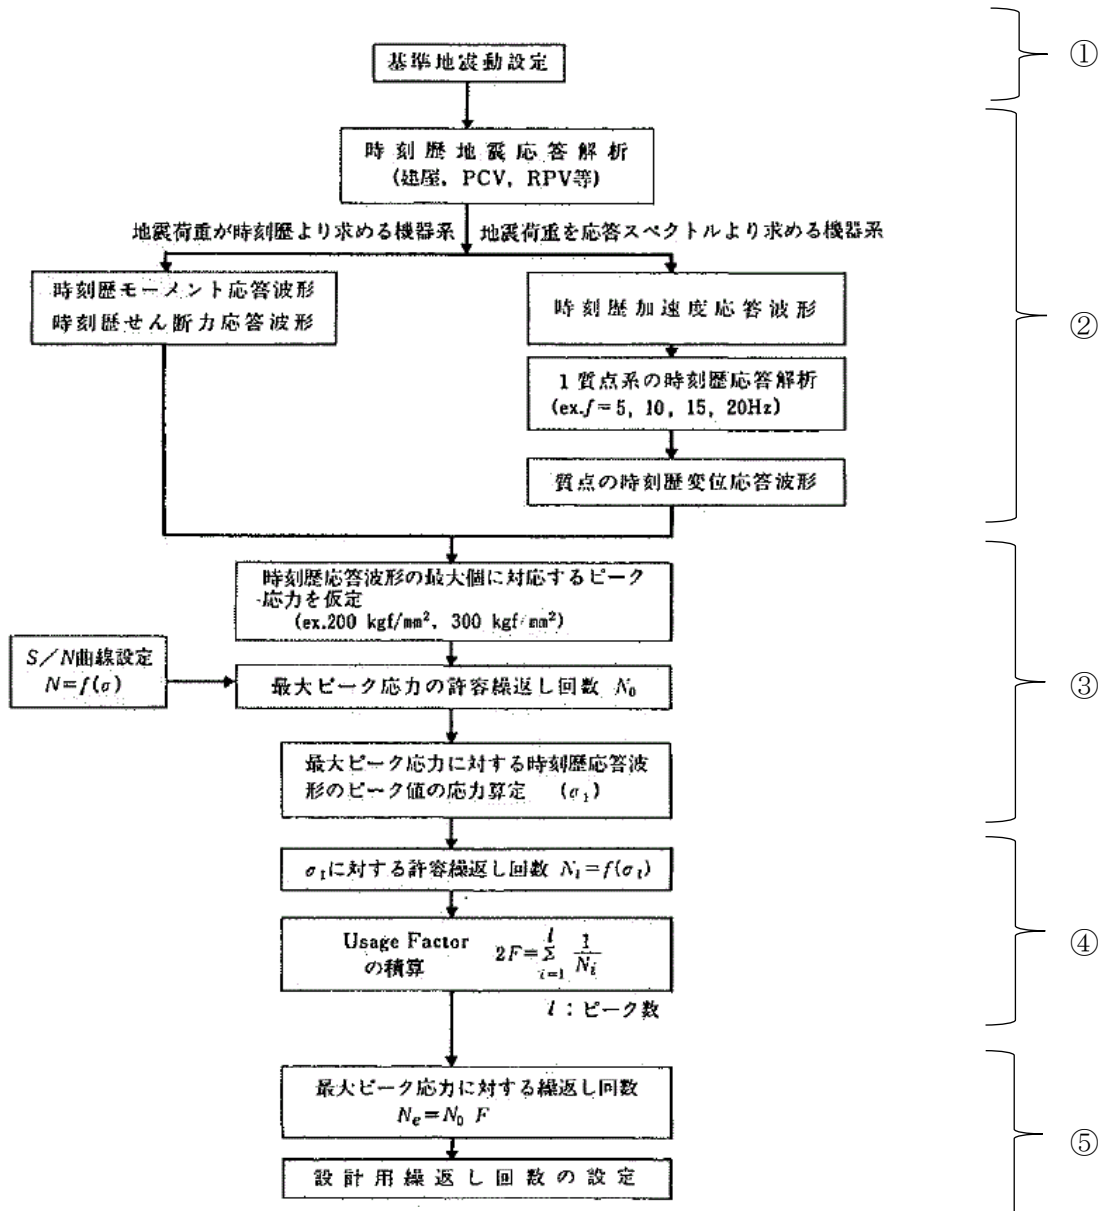 基準地震動設定
①
時刻歴地震応答解析
(建屋, PCV, RPV等)
地震荷重が時刻歴より求める機器系
地震荷重を応答スペクトルより求める機器系
時刻歴モーメント応答波形
時刻歴せん断力応答波形
時刻歴加速度応答波形
②
1質点系の時刻歴応答解析
(ex.f=5, 10, 15, 20Hz)
質点の時刻歴変位応答波形
時刻歴応答波形の最大個に対応するピーク
応力を仮定
(ex.200 kgf/mm², 300 kgf/mm²)
S/N曲線設定
N=f(σ)
最大ピーク応力の許容繰返し回数 N₀
③
最大ピーク応力に対する時刻歴応答波
形のピーク値の応力算定 (σ₁)
σ₁に対する許容繰返し回数 Nᵢ=f(σᵢ)
Usage Factor
の積算
2F=Σ 1/Nᵢ
l
i=1
④
l:ピーク数
最大ピーク応力に対する繰返し回数
Nₑ=N₀ F
⑤
設計用繰返し回数の設定